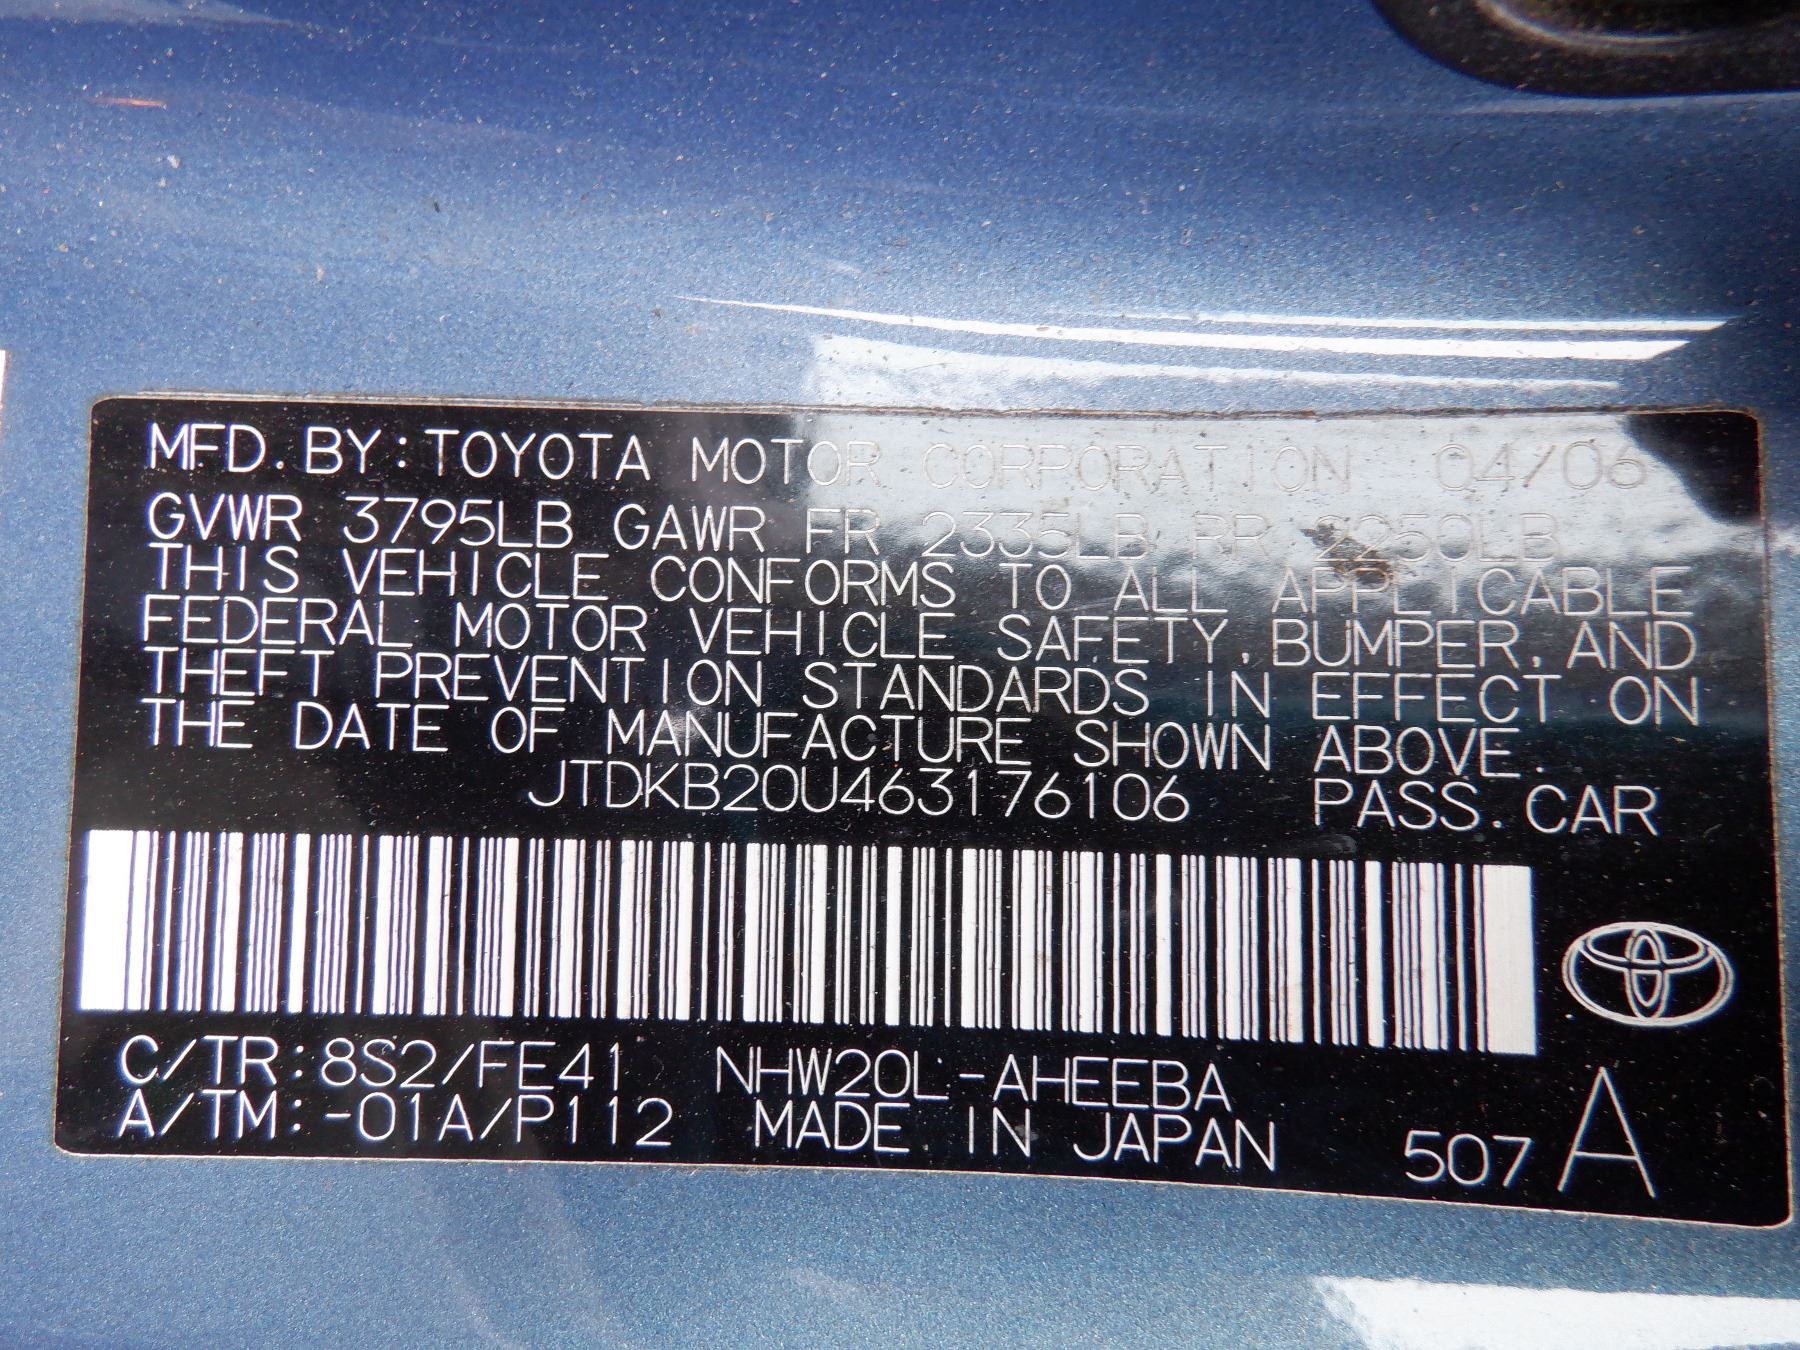 MFD. BY: TOYOTA MOTOR CORPORATION 04/06
GVWR 3795LB GAWR FR 2335LB RR 2250LB
THIS VEHICLE CONFORMS TO ALL APPLICABLE
FEDERAL MOTOR VEHICLE SAFETY, BUMPER, AND
THEFT PREVENTION STANDARDS IN EFFECT ON
THE DATE OF MANUFACTURE SHOWN ABOVE.
JTDKB20U463176106 PASS. CAR
C/TR: 8S2/FE41 NHW20L-AHEEBA
A/TM: -01A/P112 MADE IN JAPAN 507 A